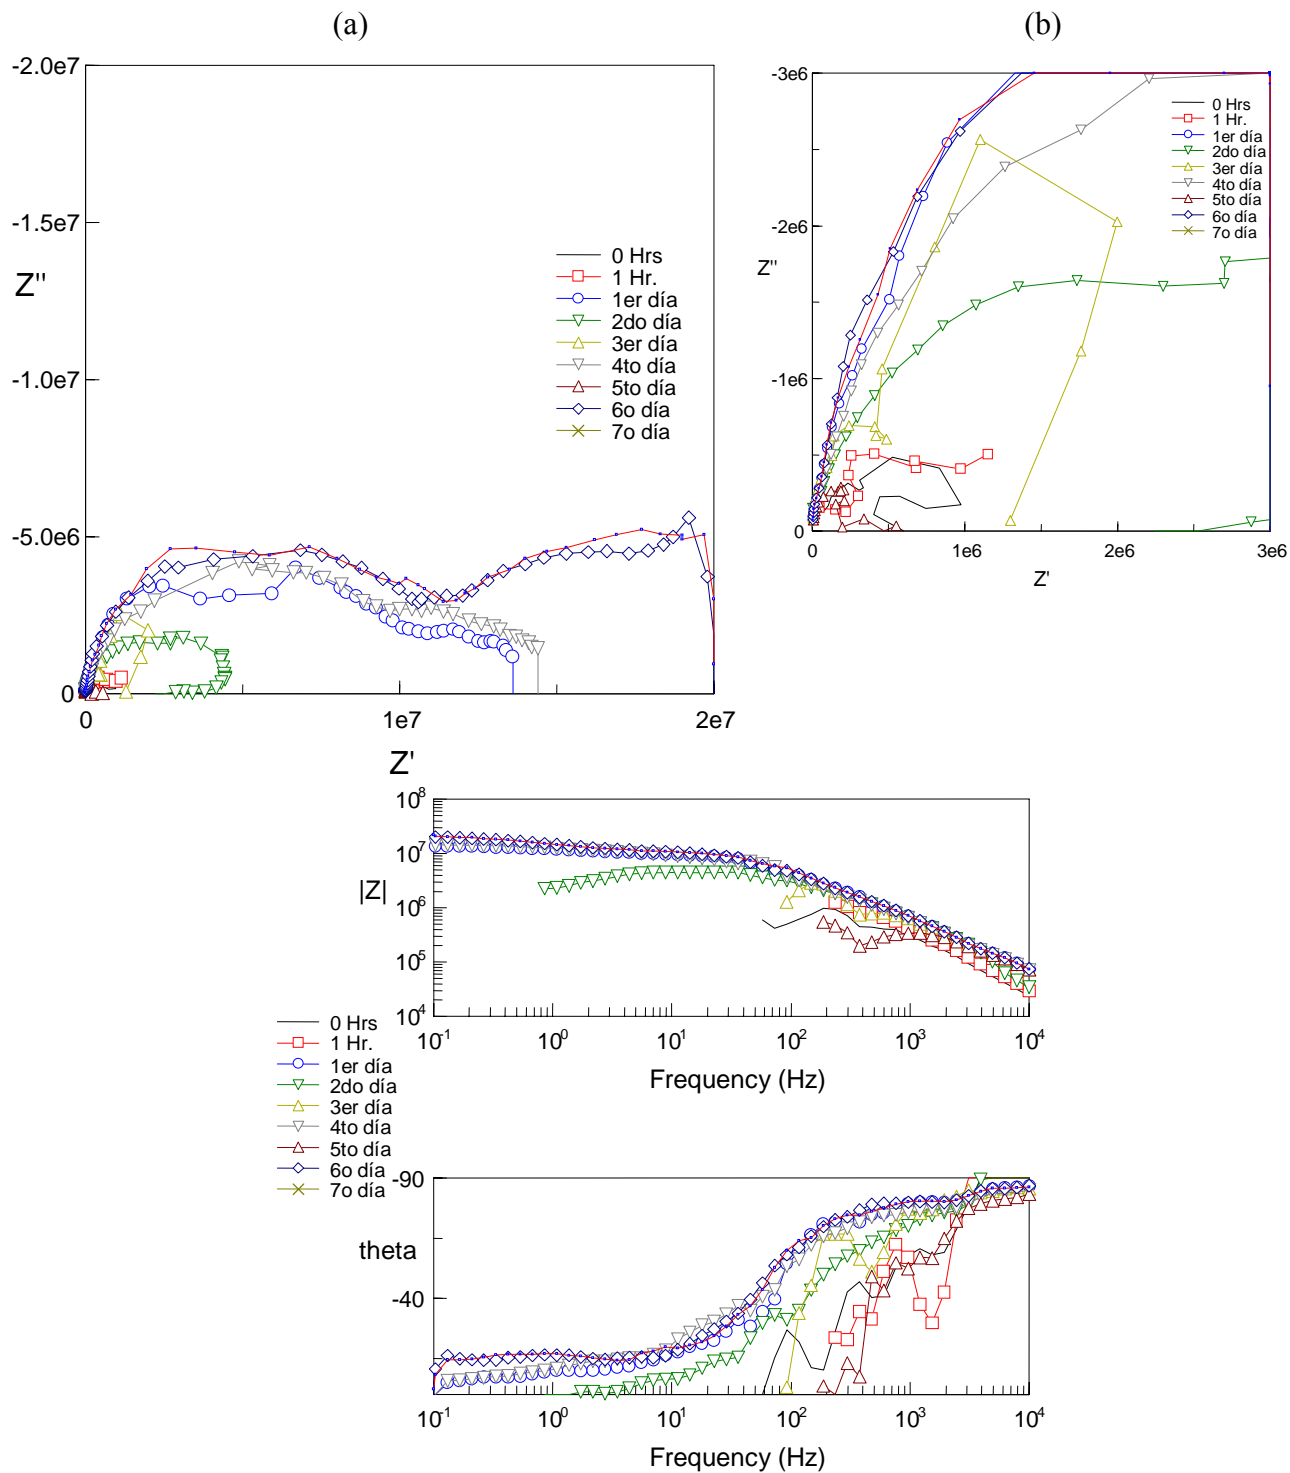 (a)
(b)
-2.0e7
-1.5e7
Z''
-1.0e7
-5.0e6
0
0
1e7
2e7
Z'
0 Hrs
1 Hr.
1er día
2do día
3er día
4to día
5to día
6o día
7o día
-3e6
-2e6
Z''
-1e6
0
0
1e6
2e6
3e6
Z'
0 Hrs
1 Hr.
1er día
2do día
3er día
4to día
5to día
6o día
7o día
10^8
10^7
|Z|
10^6
10^5
10^4
10^-1
10^0
10^1
10^2
10^3
10^4
Frequency (Hz)
0 Hrs
1 Hr.
1er día
2do día
3er día
4to día
5to día
6o día
7o día
-90
theta
-40
10^-1
10^0
10^1
10^2
10^3
10^4
Frequency (Hz)